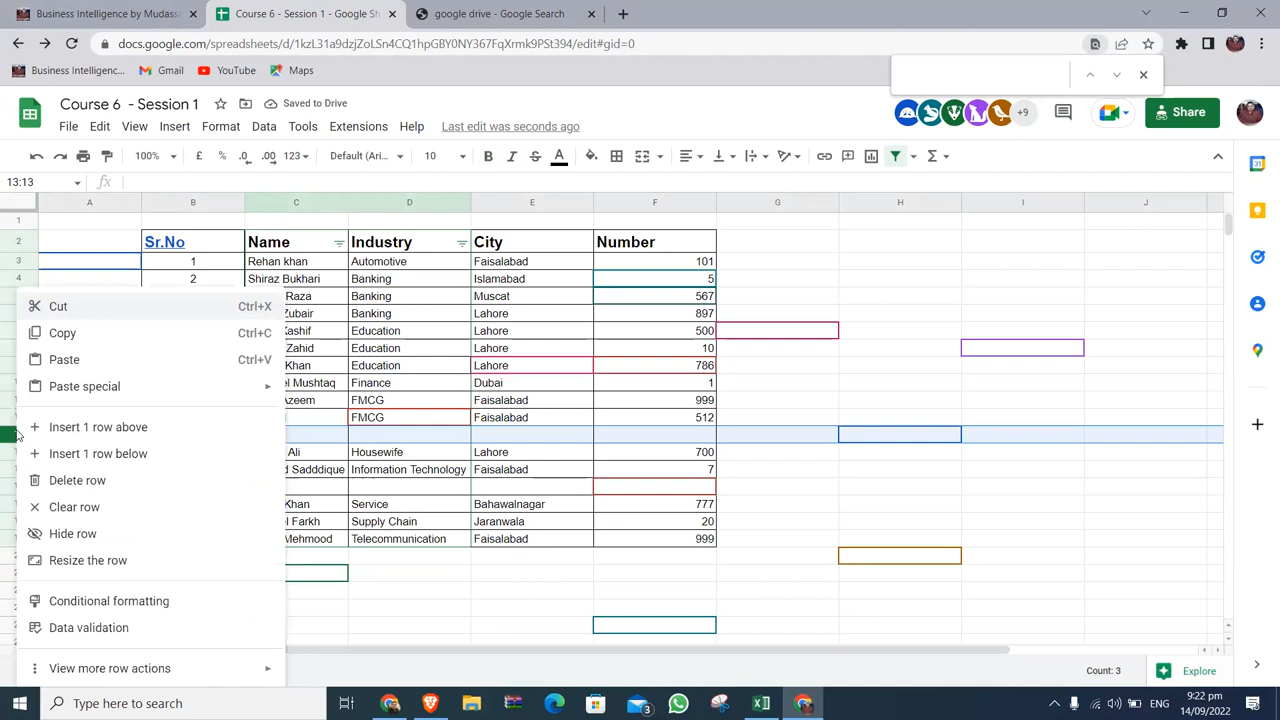 Business Intelligence by Mudassa
Course 6 - Session 1 - Google Sh
google drive - Google Search
docs.google.com/spreadsheets/d/1kzL31a9dzjZoLSn4CQ1hpGBY0NY367FqXrmk9PSt394/edit#gid=0
Business Intelligenc...
Gmail
YouTube
Maps
Course 6 - Session 1
Saved to Drive
+9
Share
File Edit View Insert Format Data Tools Extensions Help Last edit was seconds ago
100% £ % .0 .00 123 Default (Ari... 10 B I S A Σ
13:13 fx
A B C D E F G H I J
1
2 Sr.No Name Industry City Number
3 1 Rehan khan Automotive Faisalabad 101
4 2 Shiraz Bukhari Banking Islamabad 5
Raza Banking Muscat 567
Zubair Banking Lahore 897
Kashif Education Lahore 500
Zahid Education Lahore 10
Khan Education Lahore 786
el Mushtaq Finance Dubai 1
Azeem FMCG Faisalabad 999
FMCG Faisalabad 512
Ali Housewife Lahore 700
d Sadddique Information Technology Faisalabad 7
Khan Service Bahawalnagar 777
el Farkh Supply Chain Jaranwala 20
Mehmood Telecommunication Faisalabad 999
Cut Ctrl+X
Copy Ctrl+C
Paste Ctrl+V
Paste special
Insert 1 row above
Insert 1 row below
Delete row
Clear row
Hide row
Resize the row
Conditional formatting
Data validation
View more row actions
Count: 3
Explore
Type here to search
3
ENG
9:22 pm
14/09/2022